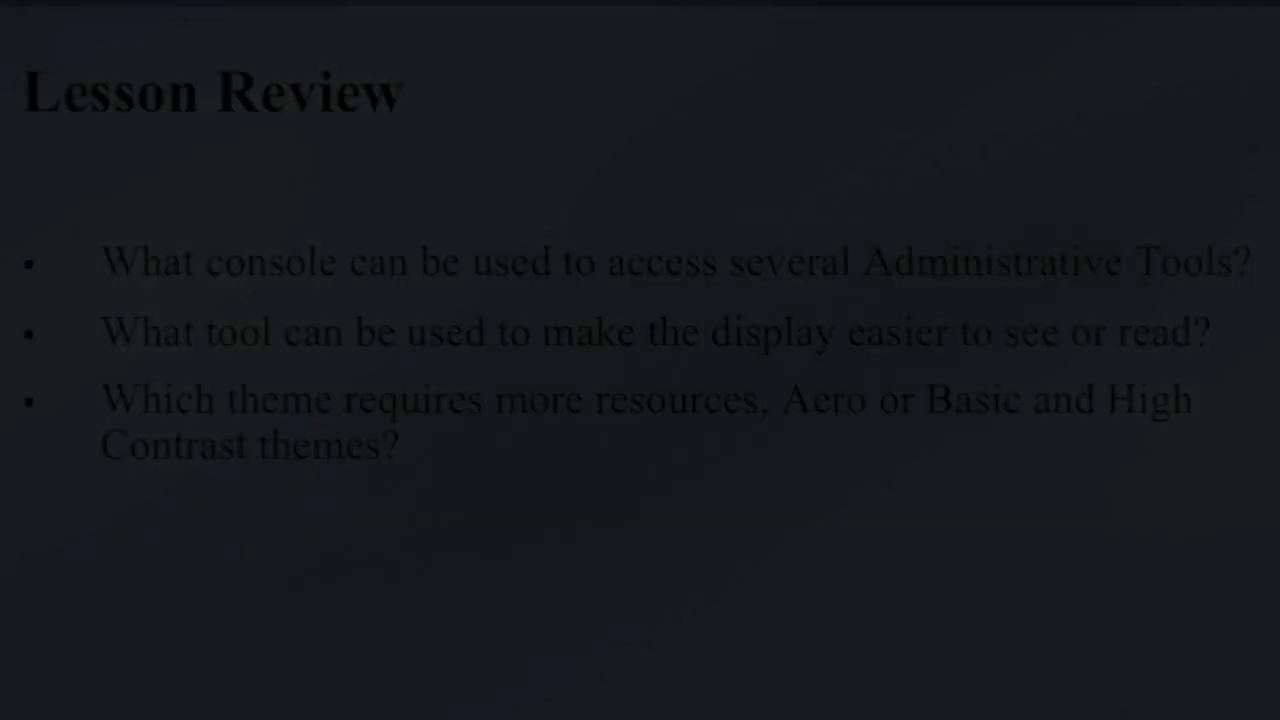 Lesson Review
▪ What console can be used to access several Administrative Tools?
▪ What tool can be used to make the display easier to see or read?
▪ Which theme requires more resources, Aero or Basic and High
Contrast themes?